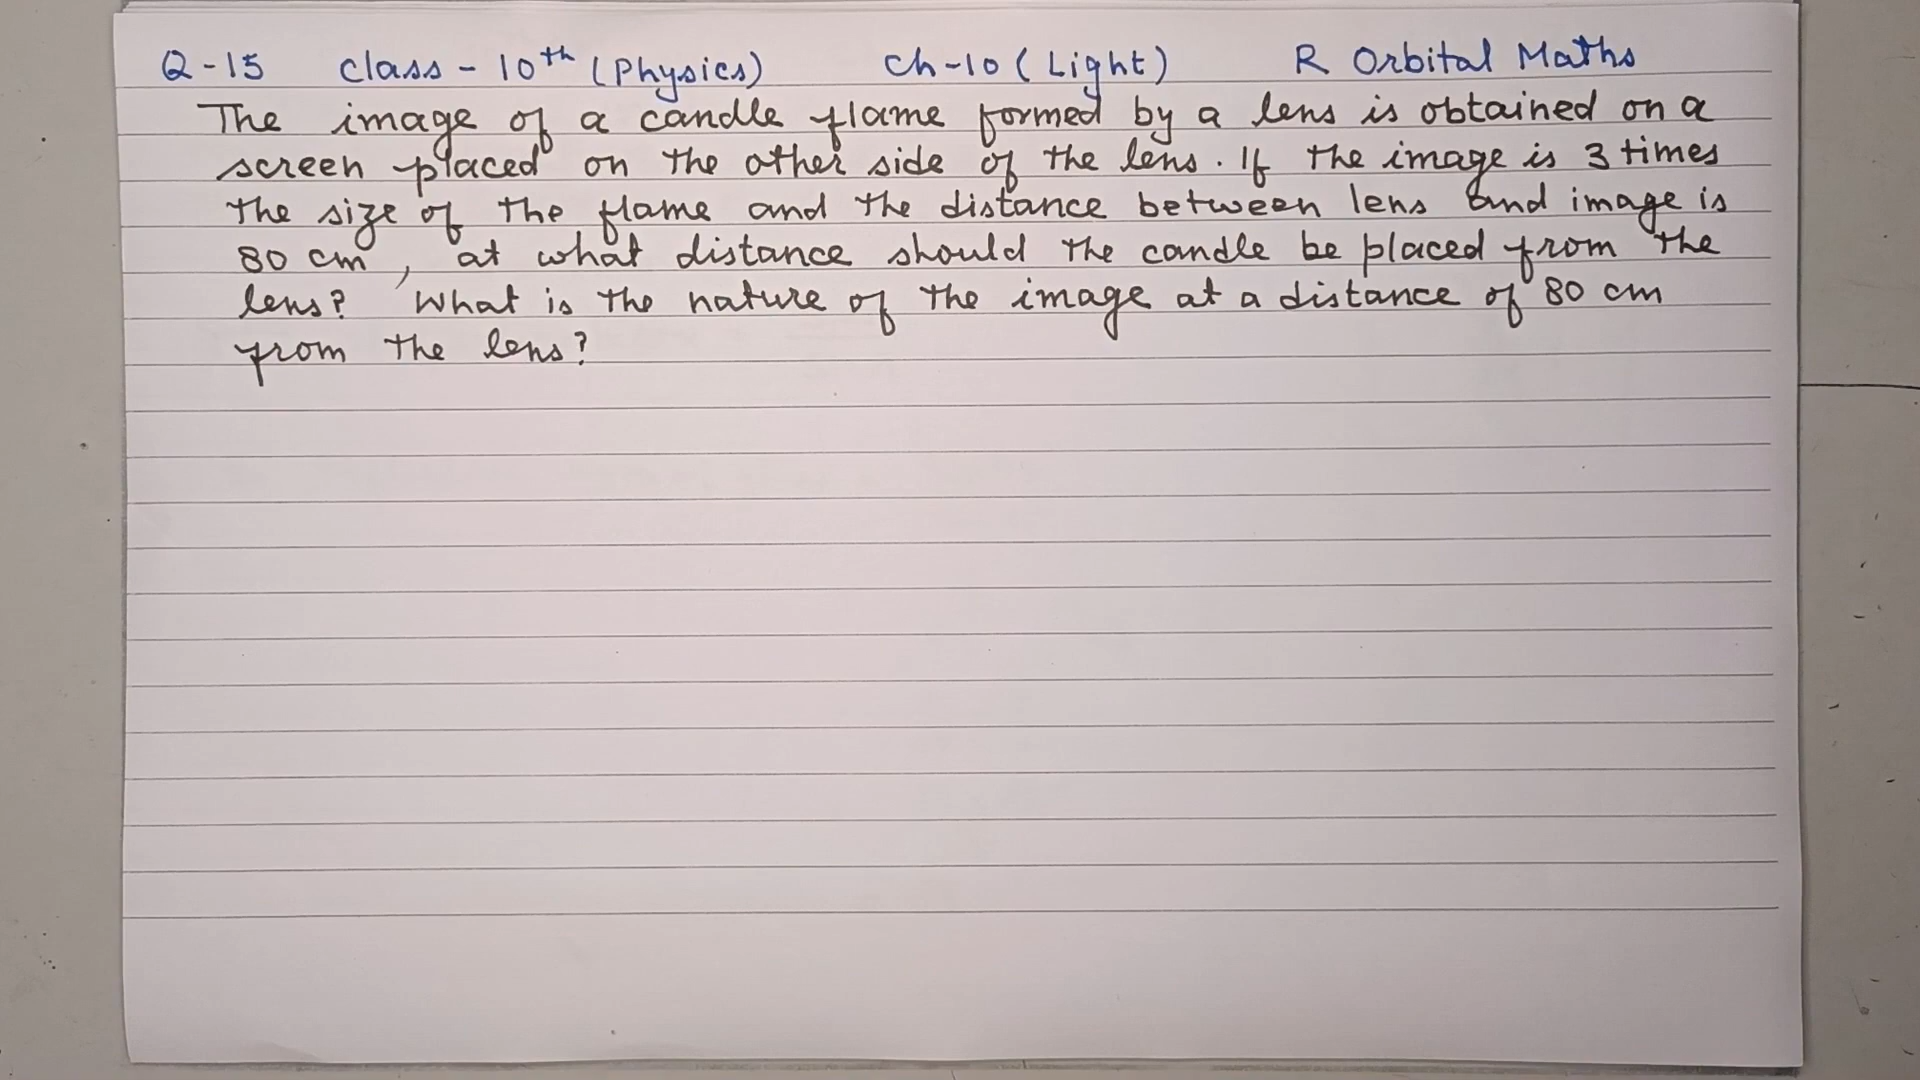 Q-15 class - 10th (Physics) Ch-10 (Light) R Orbital Maths
The image of a candle flame formed by a lens is obtained on a
screen placed on the other side of the lens. If the image is 3 times
the size of the flame and the distance between lens and image is
80 cm, at what distance should the candle be placed from the
lens? What is the nature of the image at a distance of 80 cm
from the lens?